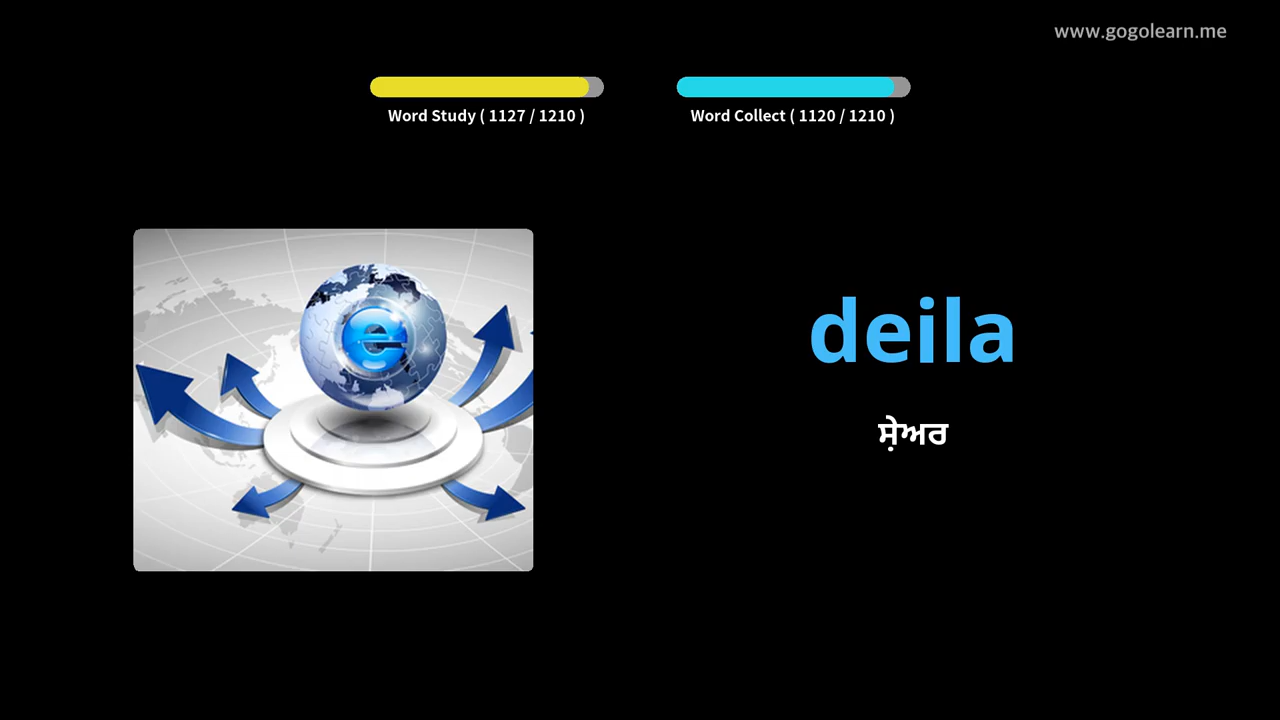 www.gogolearn.me
Word Study ( 1127 / 1210 )
Word Collect ( 1120 / 1210 )
e
deila
ਸ਼ੇਅਰ